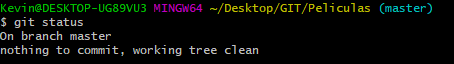 Kevin@DESKTOP-UG89VU3 MINGW64 ~/Desktop/GIT/Peliculas (master)
$ git status
On branch master
nothing to commit, working tree clean